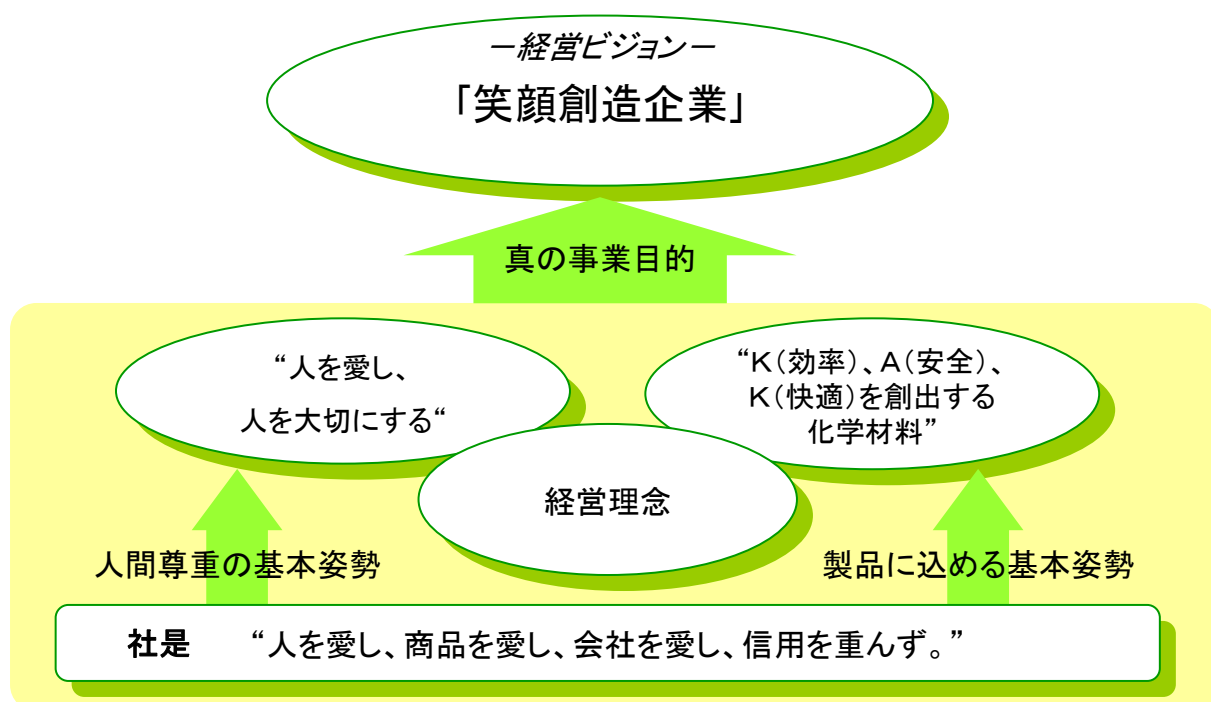 －経営ビジョン－
「笑顔創造企業」
真の事業目的
“人を愛し、
人を大切にする“
“Ｋ（効率）、Ａ（安全）、
Ｋ（快適）を創出する
化学材料”
経営理念
人間尊重の基本姿勢
製品に込める基本姿勢
社是　“人を愛し、商品を愛し、会社を愛し、信用を重んず。”